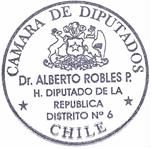 CAMARA DE DIPUTADOS
Dr. ALBERTO ROBLES P.
H. DIPUTADO DE LA
REPUBLICA
DISTRITO Nº 6
CHILE